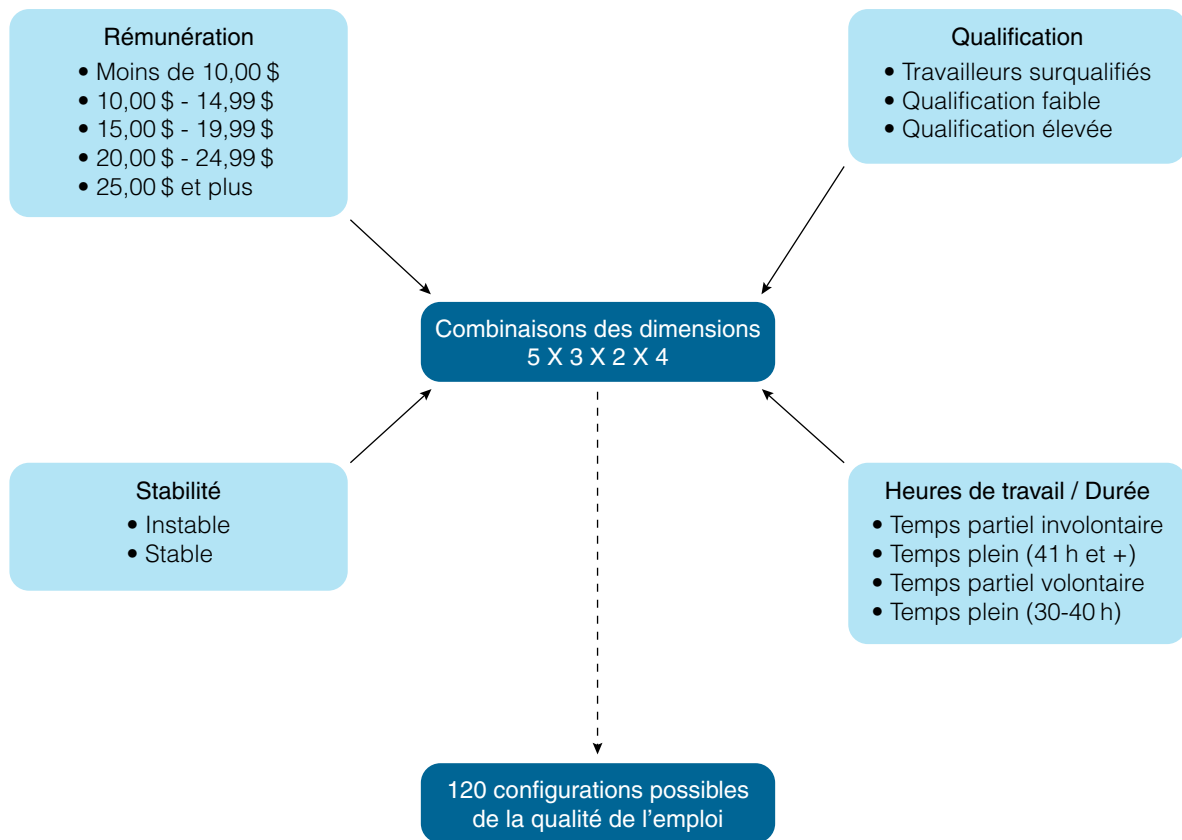 Rémunération
• Moins de 10,00 $
• 10,00 $ - 14,99 $
• 15,00 $ - 19,99 $
• 20,00 $ - 24,99 $
• 25,00 $ et plus
Qualification
• Travailleurs surqualifiés
• Qualification faible
• Qualification élevée
Combinaisons des dimensions
5 X 3 X 2 X 4
Stabilité
• Instable
• Stable
Heures de travail / Durée
• Temps partiel involontaire
• Temps plein (41 h et +)
• Temps partiel volontaire
• Temps plein (30-40 h)
120 configurations possibles
de la qualité de l’emploi